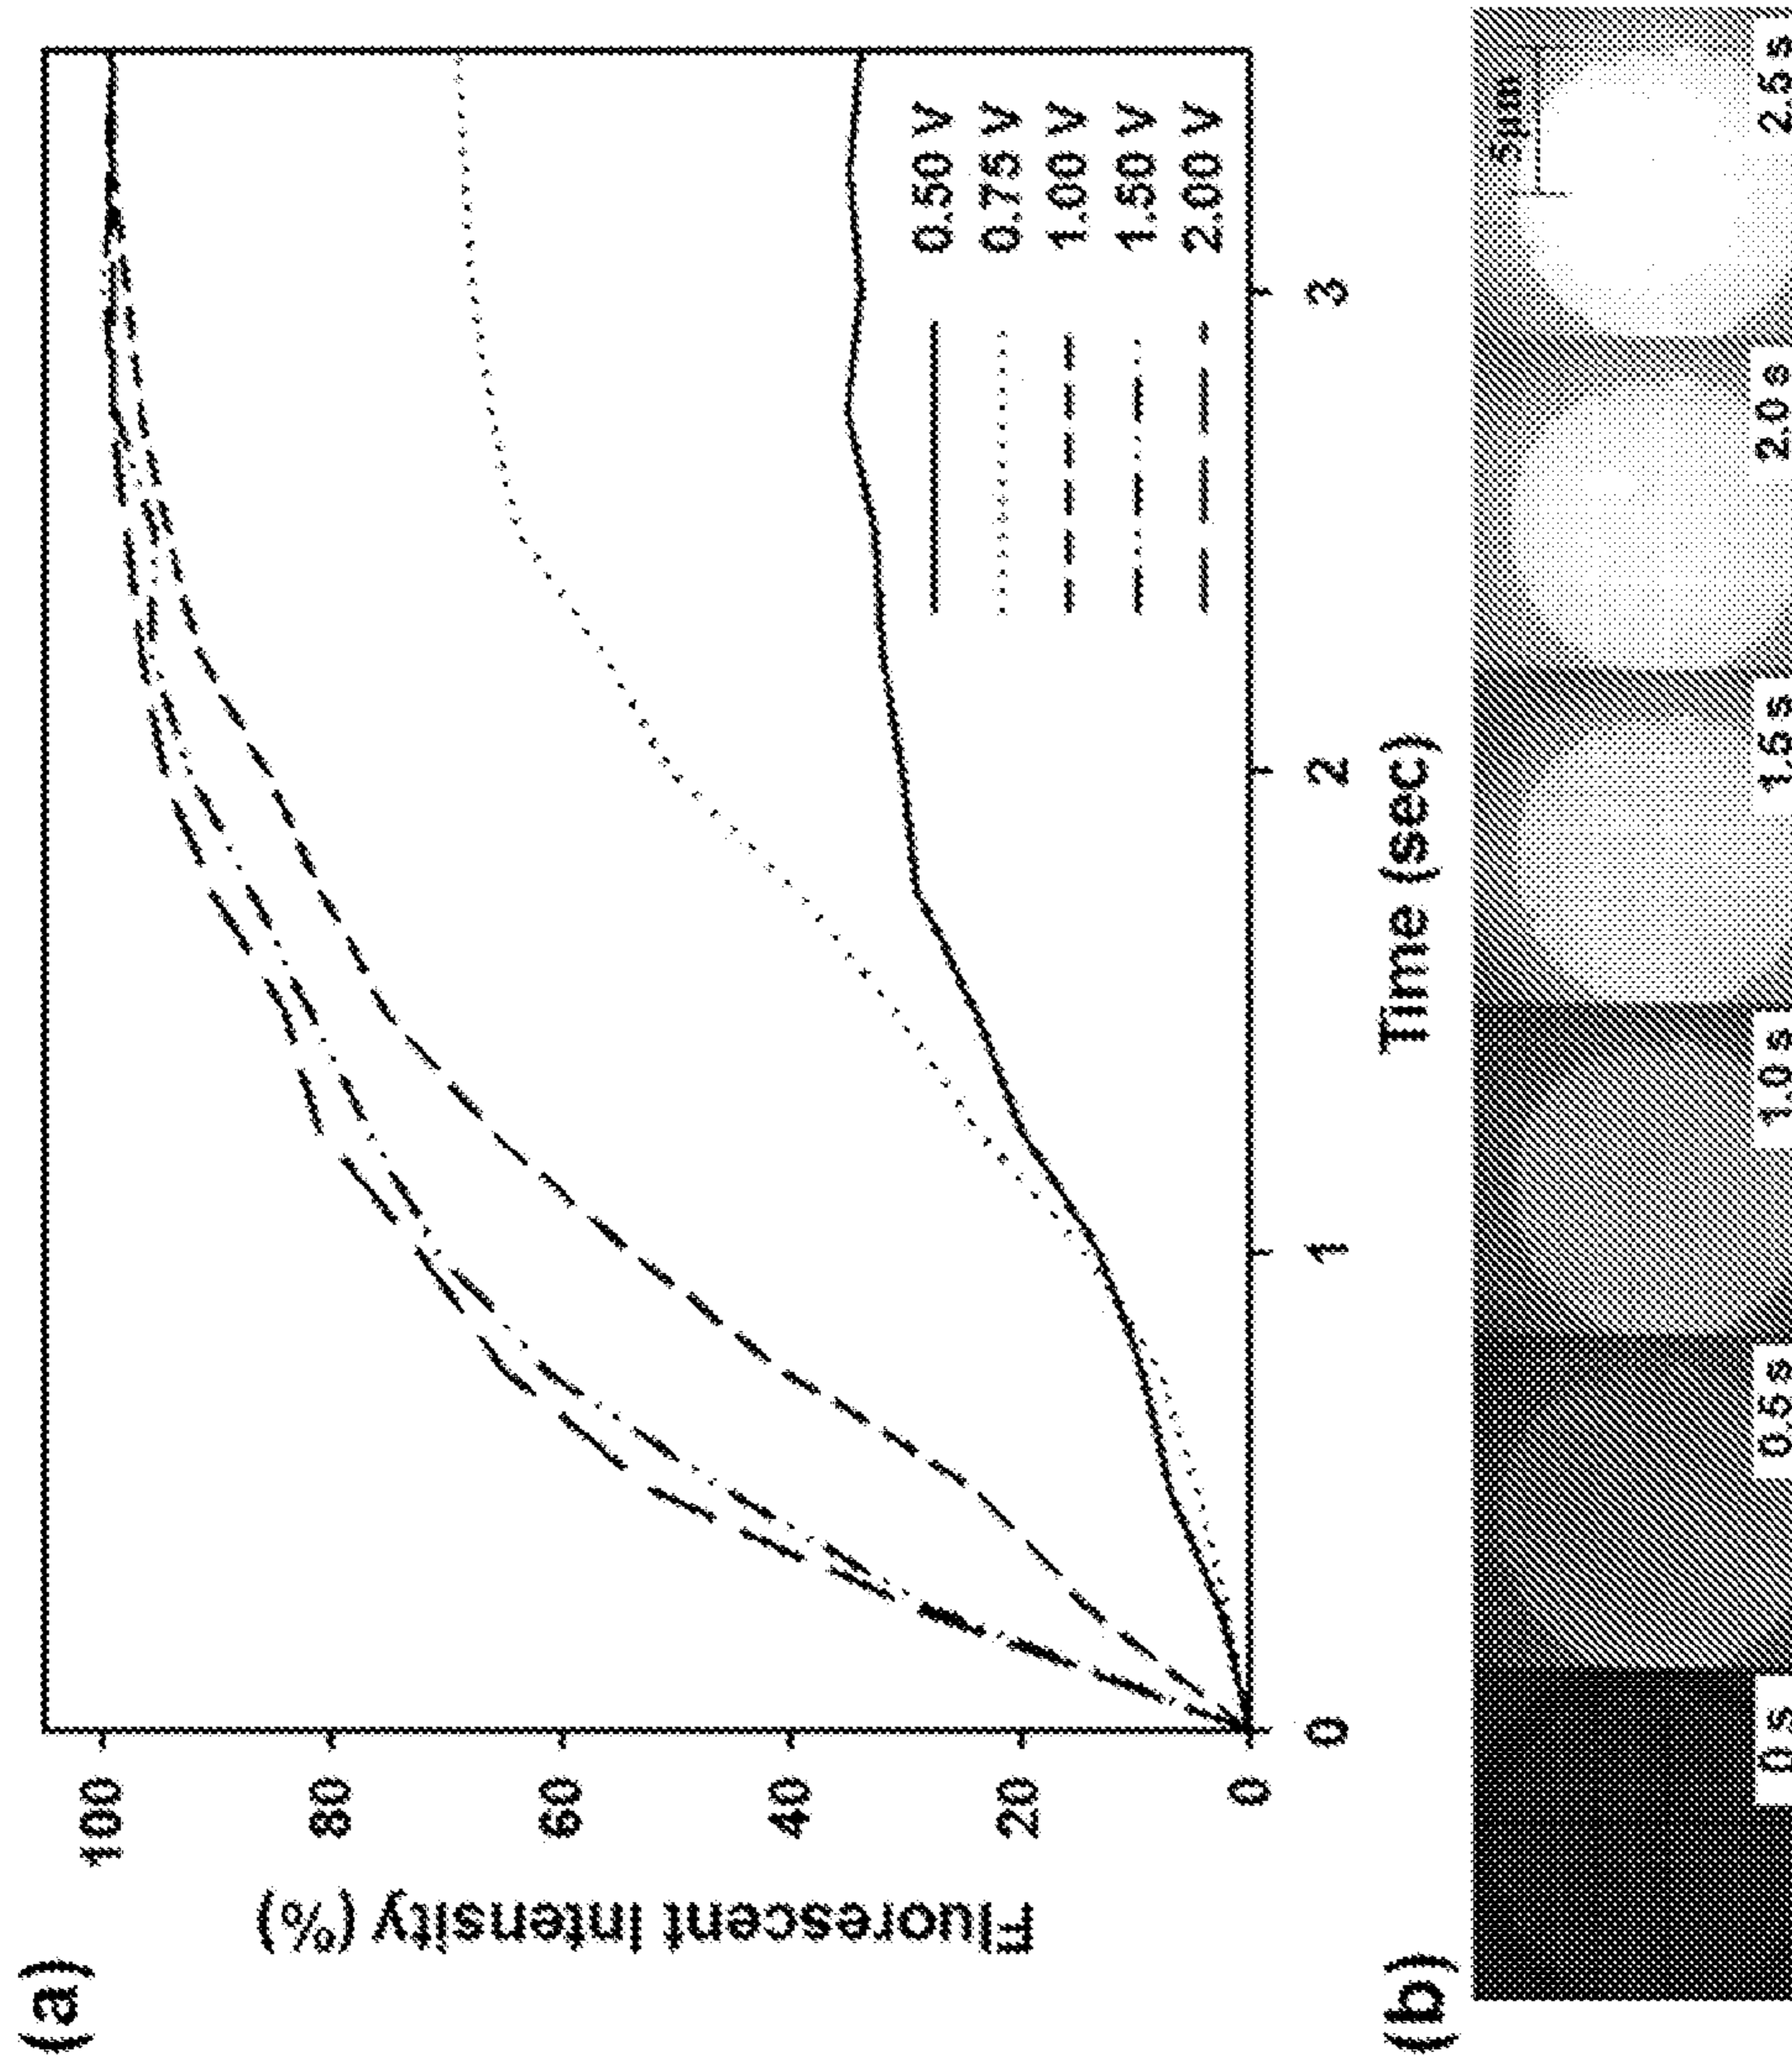 (a)
Fluorescent Intensity (%)
100
80
60
40
20
0
0.50 V
0.75 V
1.00 V
1.50 V
2.00 V
0 1 2 3
Time (sec)
(b)
5µm
0 s 0.5 s 1.0 s 1.5 s 2.0 s 2.5 s